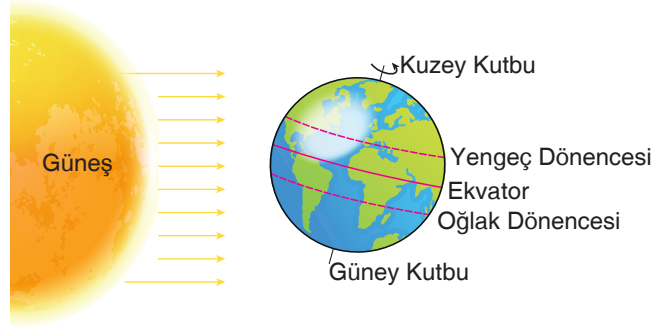 Kuzey Kutbu
Güneş
Yengeç Dönencesi
Ekvator
Oğlak Dönencesi
Güney Kutbu